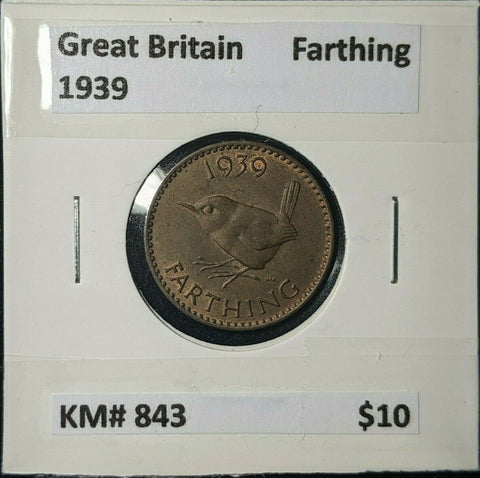 Great Britain Farthing
1939
1939
FARTHING
KM# 843 $10